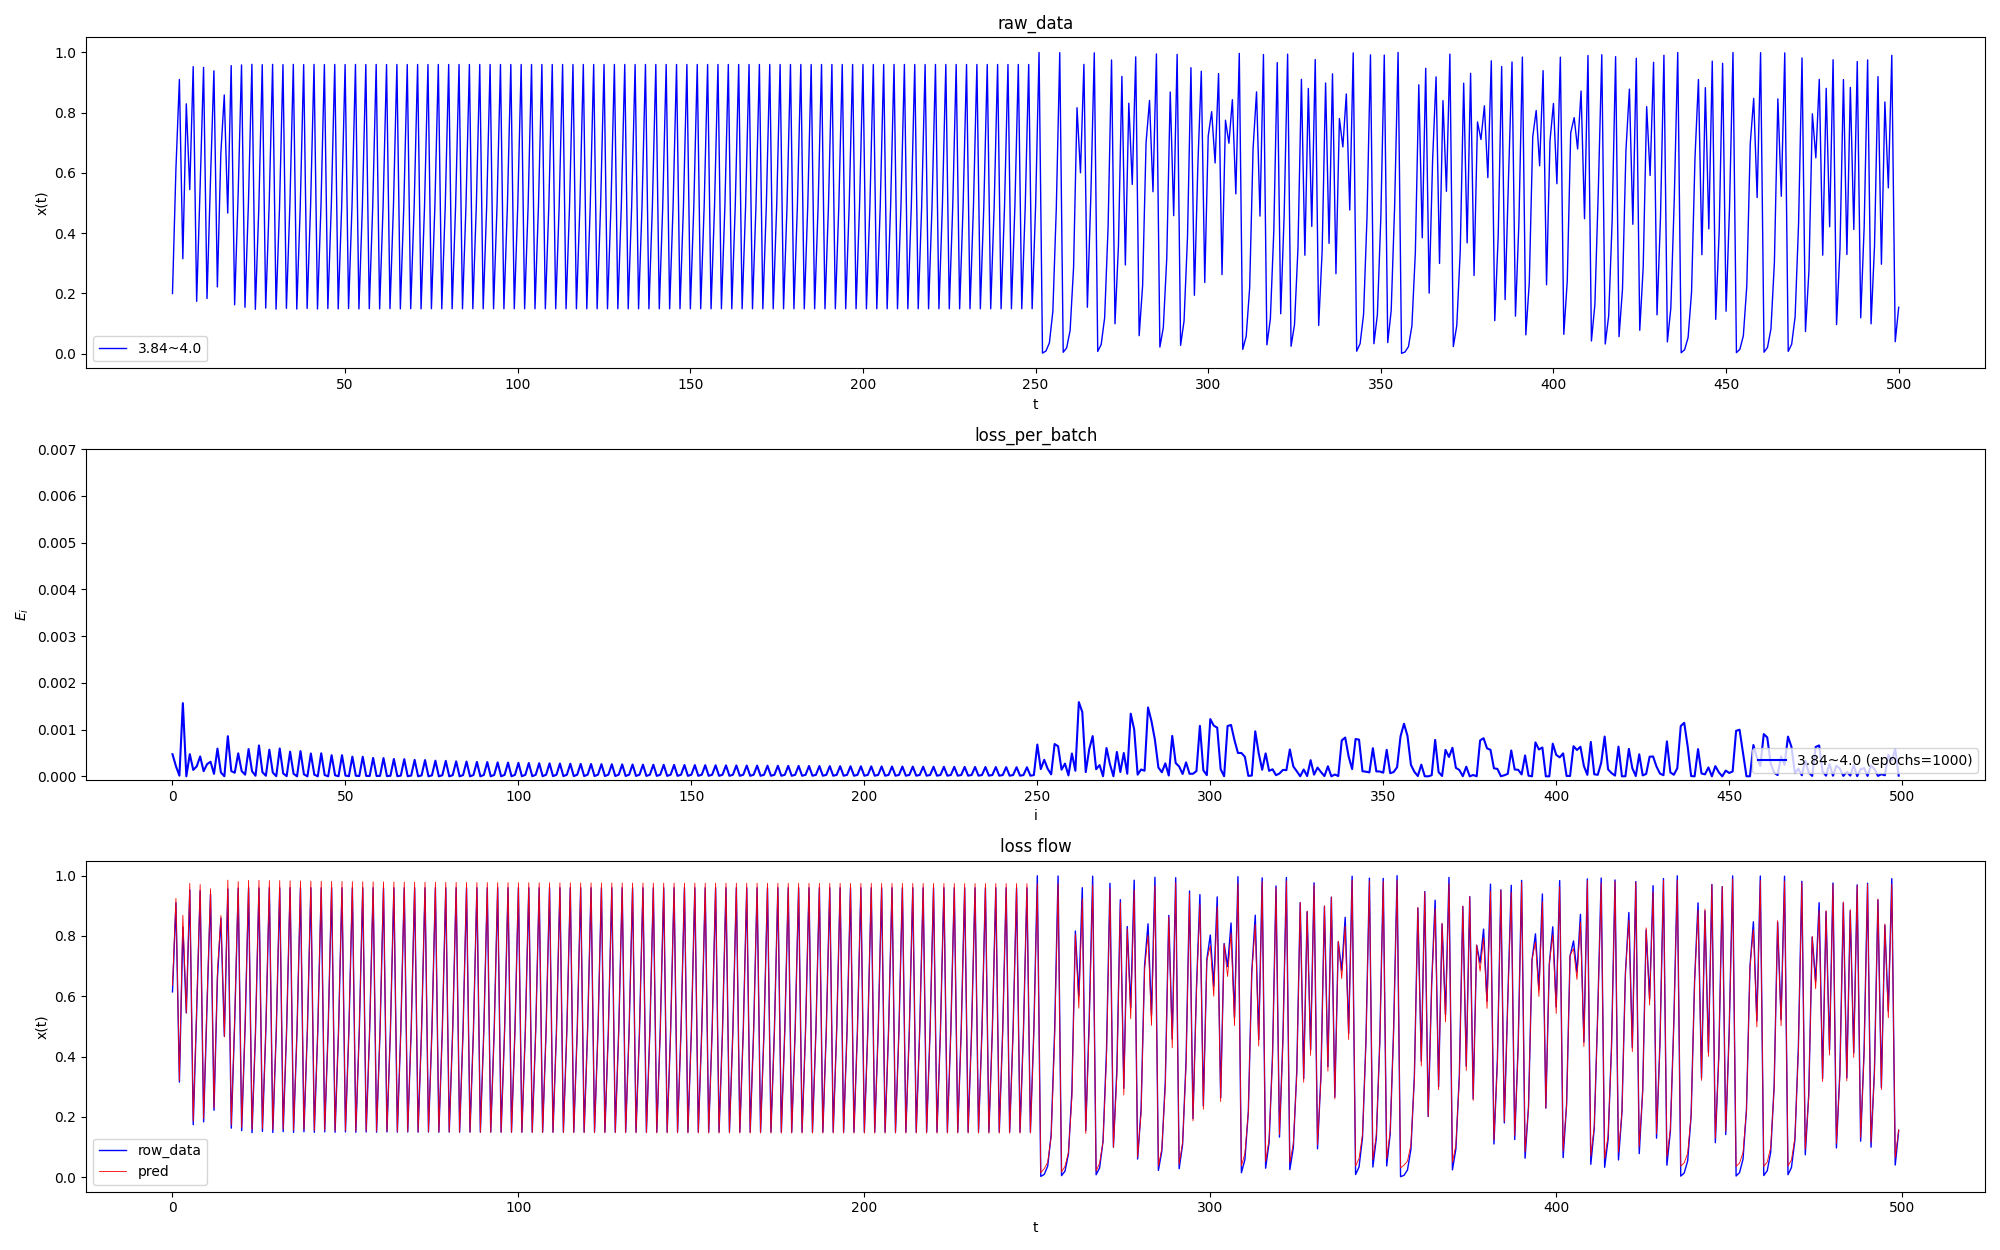 raw_data
1.0
0.8
0.6
0.4
0.2
0.0
x(t)
3.84~4.0
50 100 150 200 250 300 350 400 450 500
t
loss_per_batch
0.007
0.006
0.005
0.004
0.003
0.002
0.001
0.000
E_i
3.84~4.0 (epochs=1000)
0 50 100 150 200 250 300 350 400 450 500
i
loss flow
1.0
0.8
0.6
0.4
0.2
0.0
x(t)
row_data
pred
0 100 200 300 400 500
t